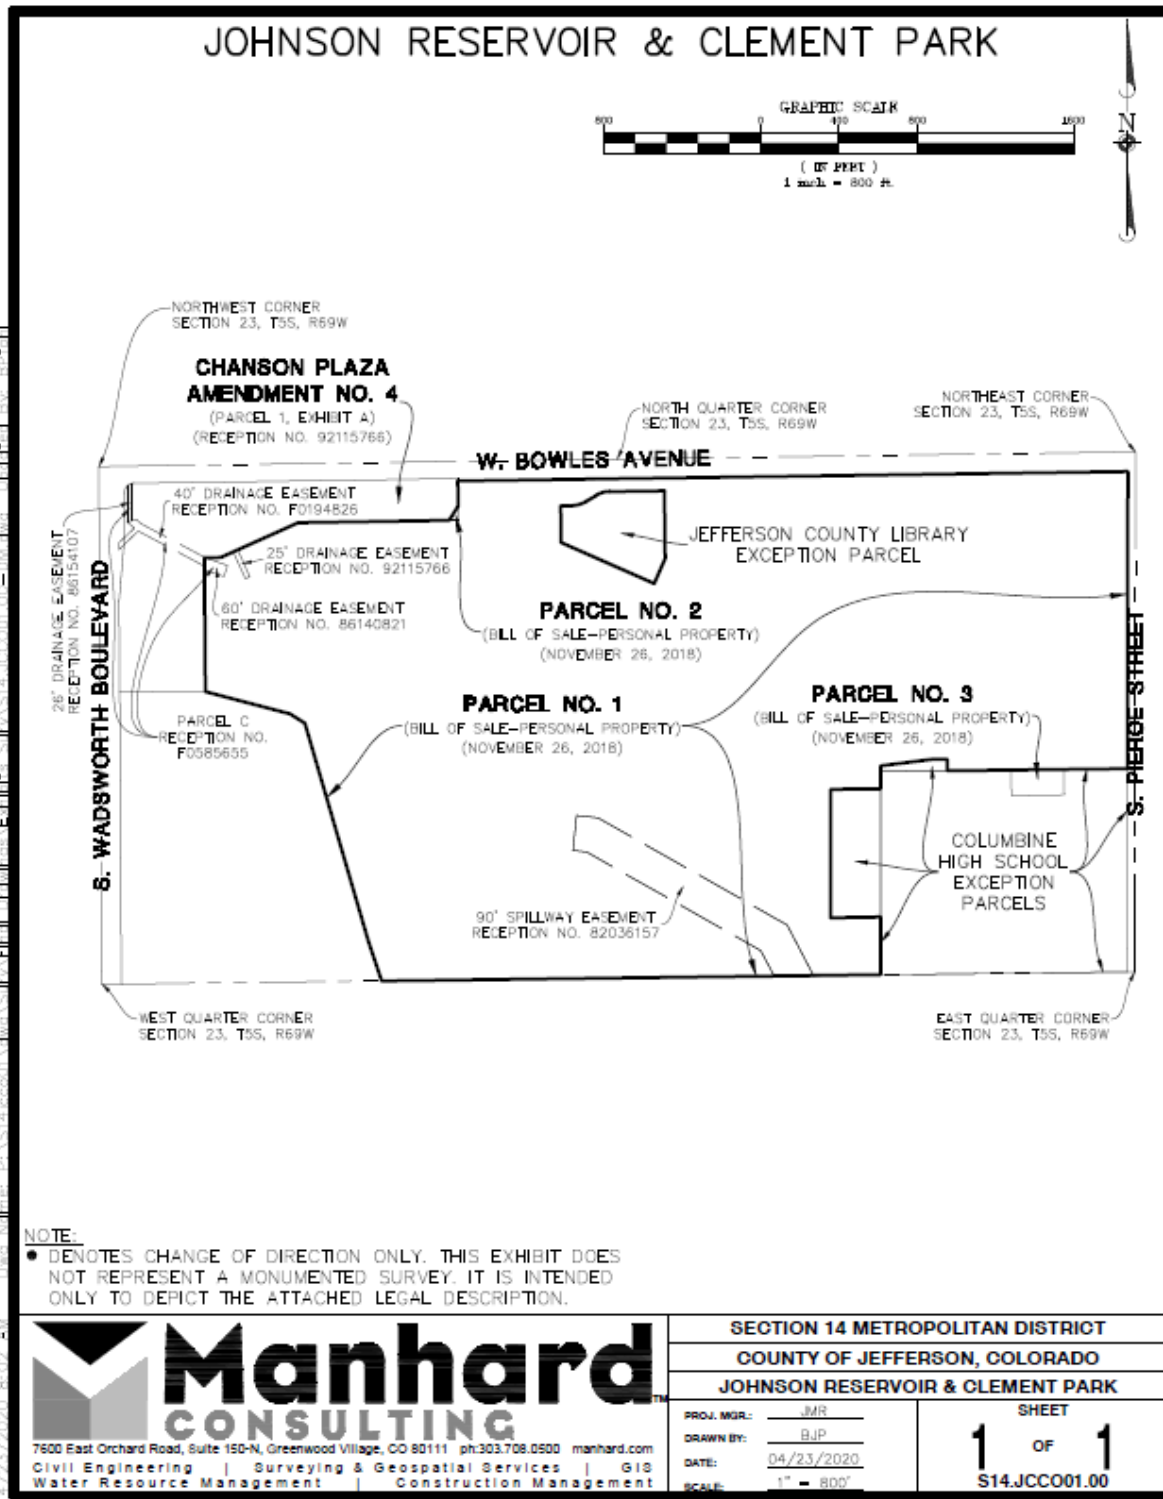 JOHNSON RESERVOIR & CLEMENT PARK
GRAPHIC SCALE
800 0 400 800 1600
( IN FEET )
1 inch = 800 ft.
N
NORTHWEST CORNER
SECTION 23, T5S, R69W
CHANSON PLAZA
AMENDMENT NO. 4
(PARCEL 1, EXHIBIT A)
(RECEPTION NO. 92115766)
NORTH QUARTER CORNER
SECTION 23, T5S, R69W
NORTHEAST CORNER
SECTION 23, T5S, R69W
W. BOWLES AVENUE
40' DRAINAGE EASEMENT
RECEPTION NO. F0194826
26' DRAINAGE EASEMENT
RECEPTION NO. 86154107
25' DRAINAGE EASEMENT
RECEPTION NO. 92115766
60' DRAINAGE EASEMENT
RECEPTION NO. 86140821
JEFFERSON COUNTY LIBRARY
EXCEPTION PARCEL
PARCEL NO. 2
(BILL OF SALE-PERSONAL PROPERTY)
(NOVEMBER 26, 2018)
S. WADSWORTH BOULEVARD
S. PIERCE STREET
PARCEL NO. 1
(BILL OF SALE-PERSONAL PROPERTY)
(NOVEMBER 26, 2018)
PARCEL NO. 3
(BILL OF SALE-PERSONAL PROPERTY)
(NOVEMBER 26, 2018)
PARCEL C
RECEPTION NO.
F0585655
COLUMBINE
HIGH SCHOOL
EXCEPTION
PARCELS
90' SPILLWAY EASEMENT
RECEPTION NO. 82036157
WEST QUARTER CORNER
SECTION 23, T5S, R69W
EAST QUARTER CORNER
SECTION 23, T5S, R69W
NOTE:
● DENOTES CHANGE OF DIRECTION ONLY. THIS EXHIBIT DOES
NOT REPRESENT A MONUMENTED SURVEY. IT IS INTENDED
ONLY TO DEPICT THE ATTACHED LEGAL DESCRIPTION.
Manhard
CONSULTING
TM
7600 East Orchard Road, Suite 150-N, Greenwood Village, CO 80111 ph:303.708.0500 manhard.com
Civil Engineering | Surveying & Geospatial Services | GIS
Water Resource Management | Construction Management
SECTION 14 METROPOLITAN DISTRICT
COUNTY OF JEFFERSON, COLORADO
JOHNSON RESERVOIR & CLEMENT PARK
PROJ. MGR.: JMR
DRAWN BY: BJP
DATE: 04/23/2020
SCALE: 1" = 800'
SHEET
1 OF 1
S14.JCCO01.00